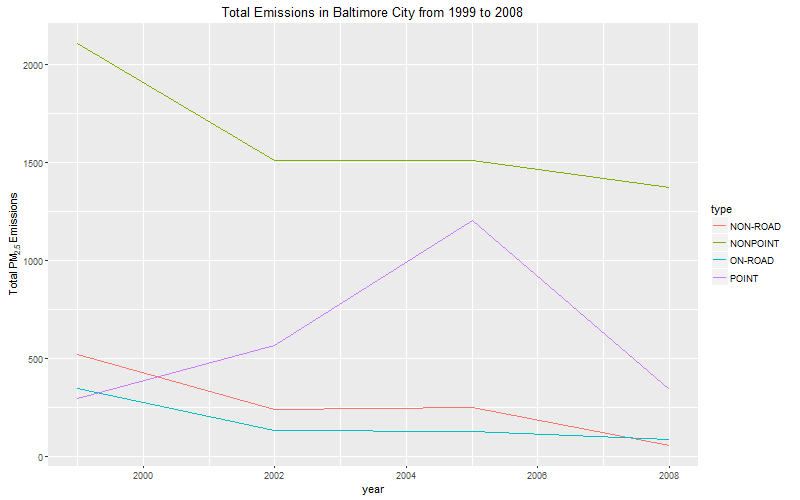 Total Emissions in Baltimore City from 1999 to 2008
Total PM2.5 Emissions
2000
1500
1000
500
0
2000
2002
2004
2006
2008
year
type
NON-ROAD
NONPOINT
ON-ROAD
POINT